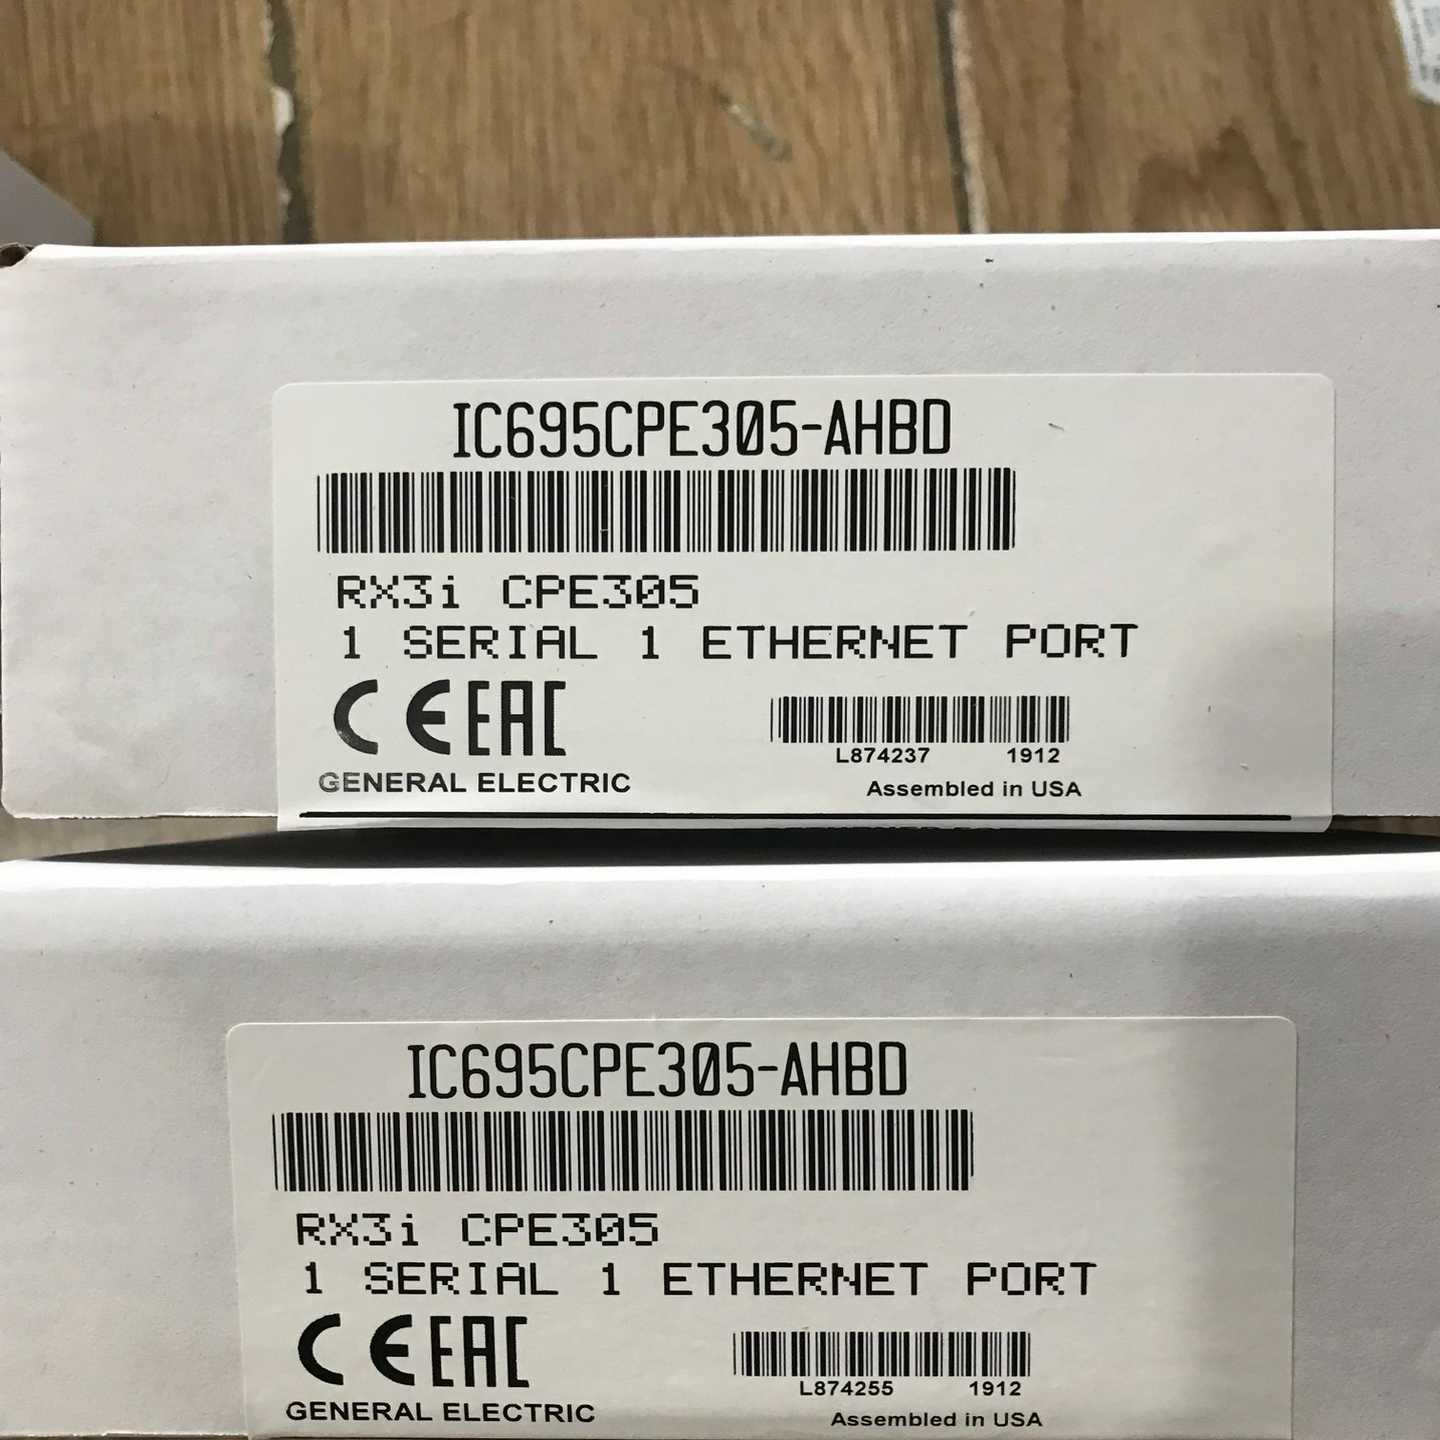 IC695CPE305-AHBD
RX3i CPE305
1 SERIAL 1 ETHERNET PORT
CE EAC
L874237 1912
GENERAL ELECTRIC
Assembled in USA
IC695CPE305-AHBD
RX3i CPE305
1 SERIAL 1 ETHERNET PORT
CE EAC
L874255 1912
GENERAL ELECTRIC
Assembled in USA